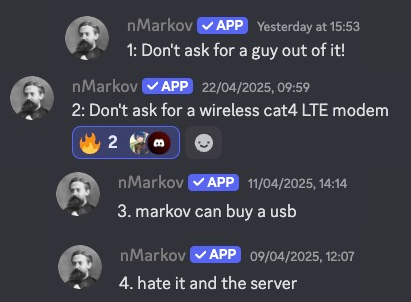 nMarkov ✓ APP Yesterday at 15:53
1: Don't ask for a guy out of it!
nMarkov ✓ APP 22/04/2025, 09:59
2: Don't ask for a wireless cat4 LTE modem
🔥 2
nMarkov ✓ APP 11/04/2025, 14:14
3. markov can buy a usb
nMarkov ✓ APP 09/04/2025, 12:07
4. hate it and the server